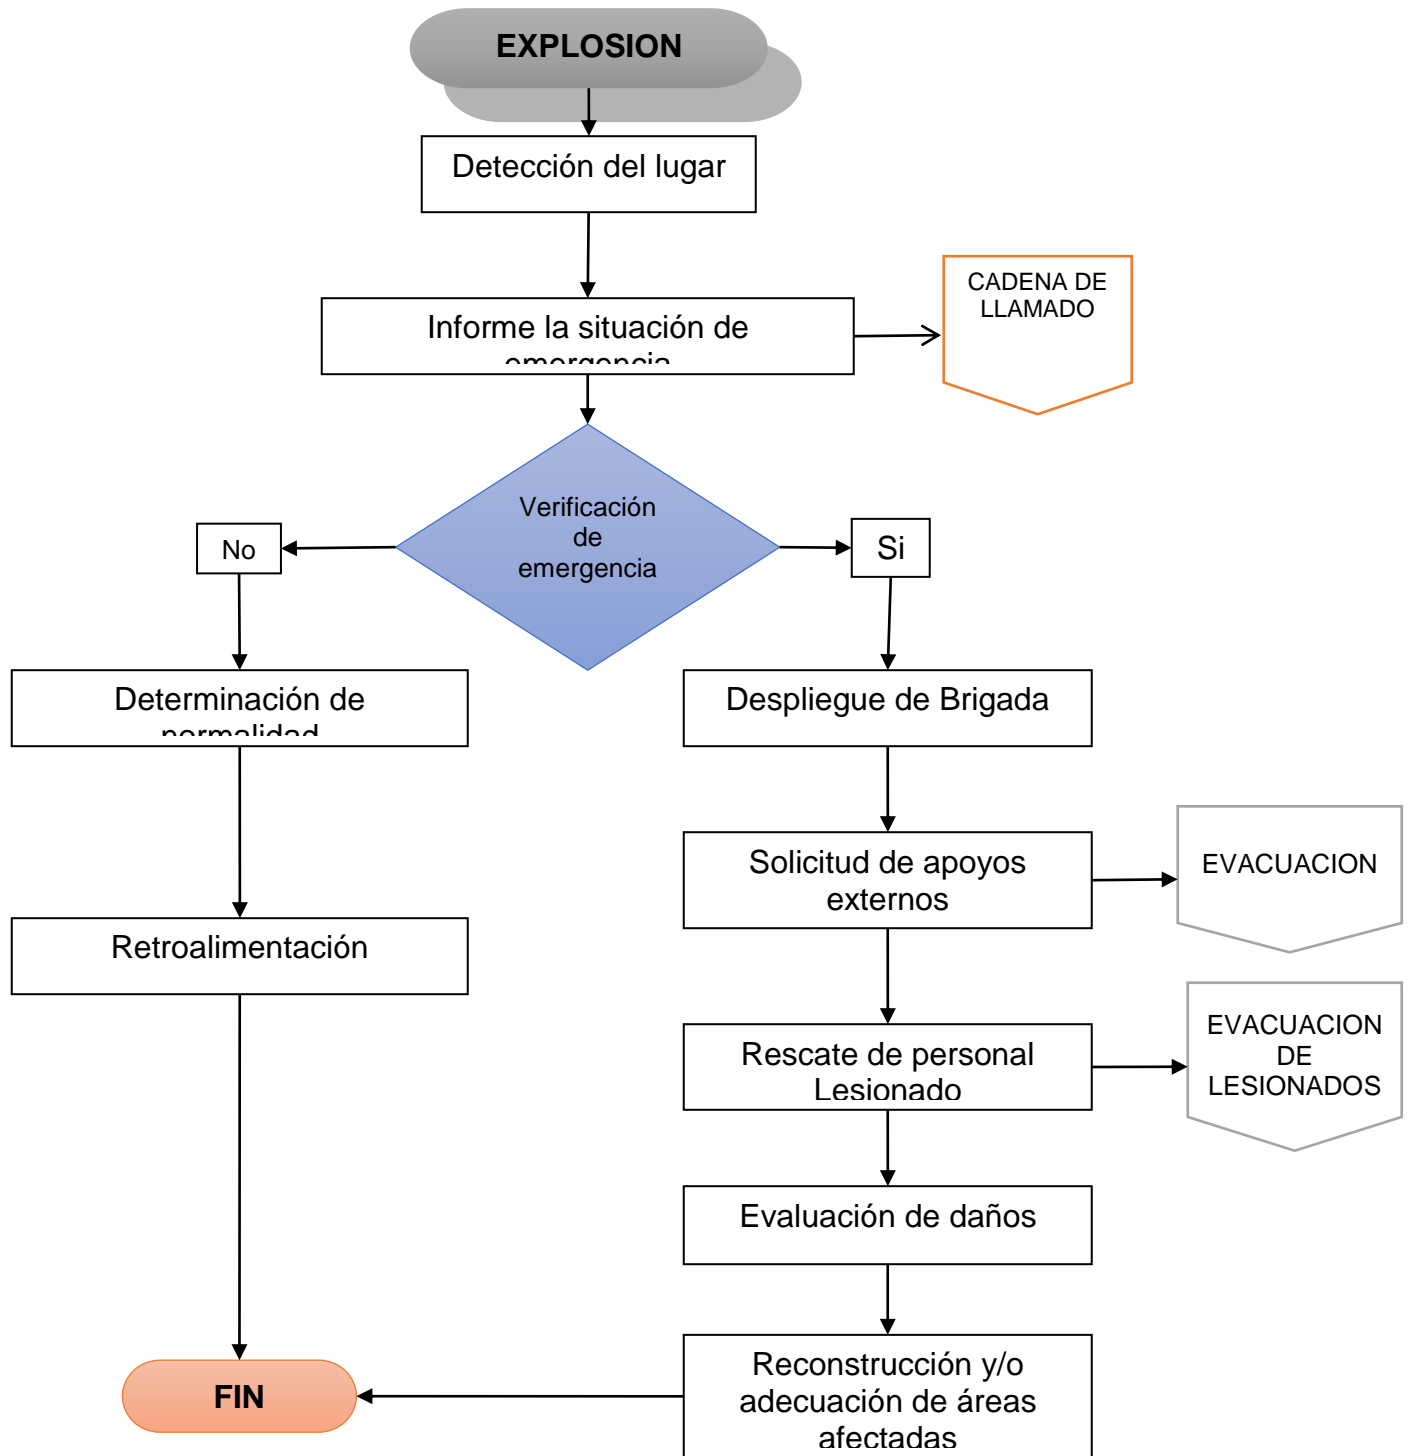 EXPLOSION
Detección del lugar
Informe la situación de
emergencia
CADENA DE
LLAMADO
Verificación
de
emergencia
No
Si
Determinación de
normalidad
Despliegue de Brigada
Solicitud de apoyos
externos
EVACUACION
Retroalimentación
Rescate de personal
Lesionado
EVACUACION
DE
LESIONADOS
Evaluación de daños
Reconstrucción y/o
adecuación de áreas
afectadas
FIN